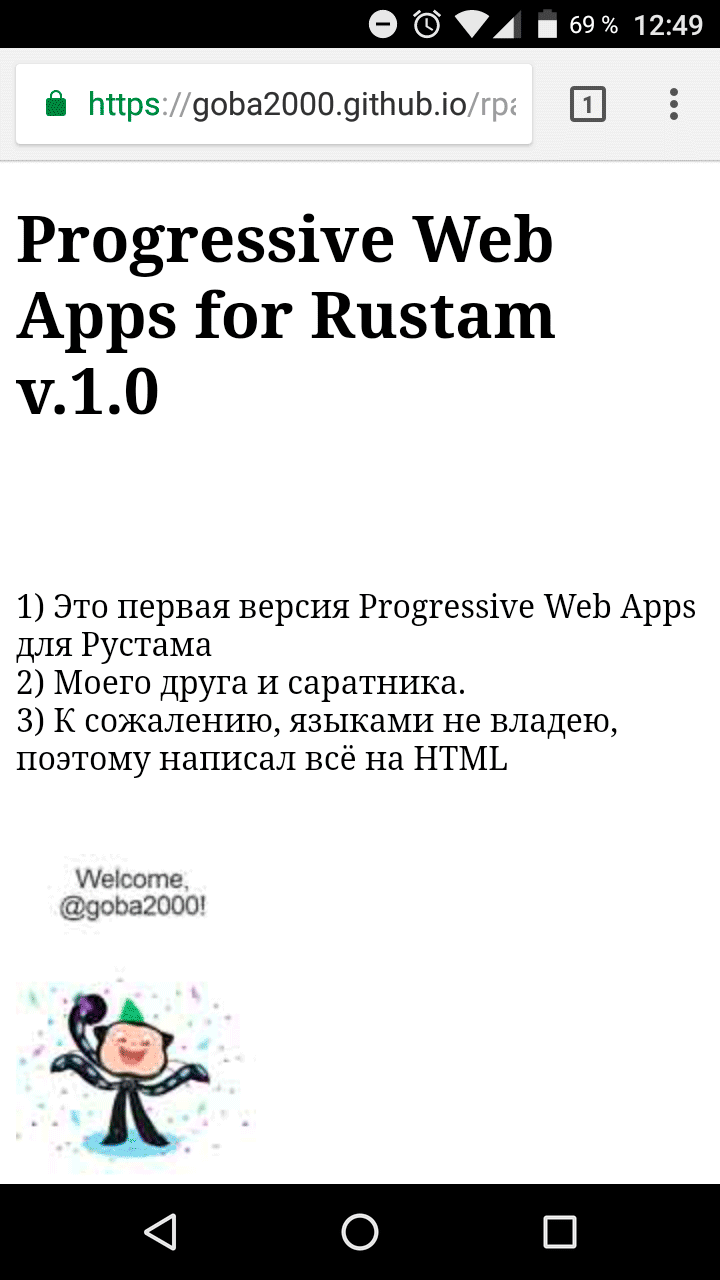 69 % 12:49
https://goba2000.github.io/rpa
1
Progressive Web
Apps for Rustam
v.1.0
1) Это первая версия Progressive Web Apps
для Рустама
2) Моего друга и саратника.
3) К сожалению, языками не владею,
поэтому написал всё на HTML
Welcome,
@goba2000!